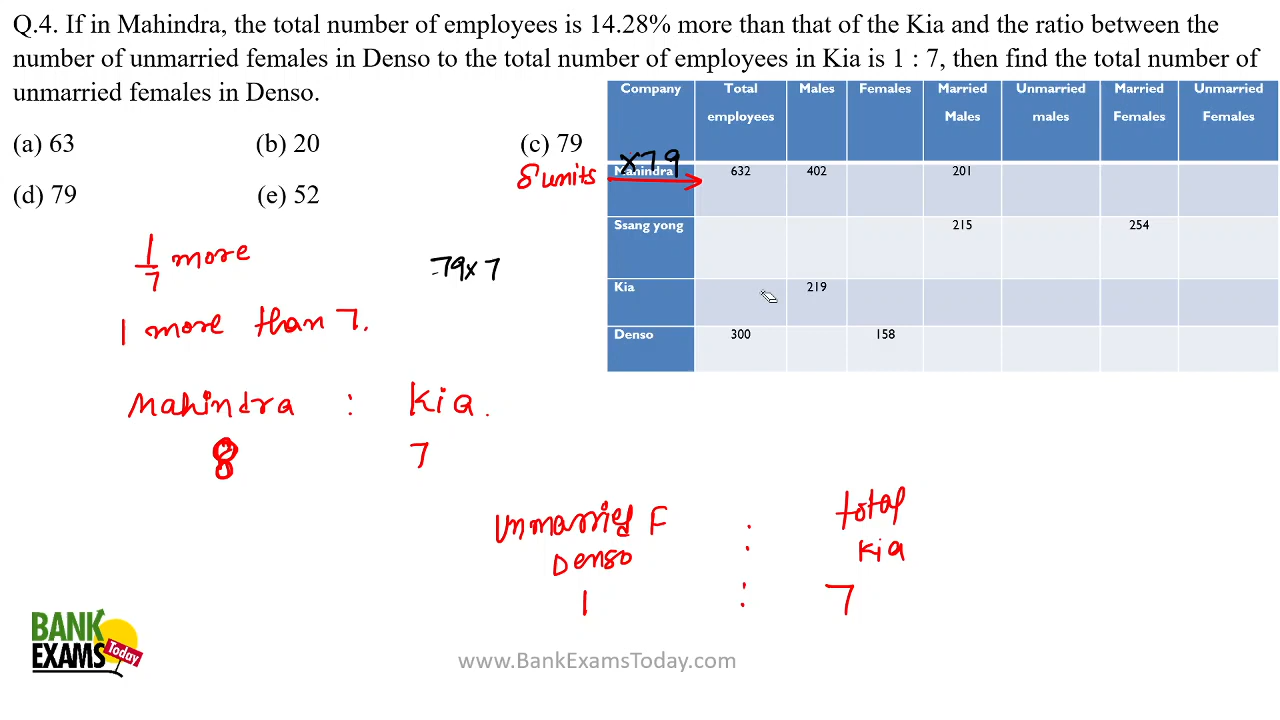 Q.4. If in Mahindra, the total number of employees is 14.28% more than that of the Kia and the ratio between the
number of unmarried females in Denso to the total number of employees in Kia is 1 : 7, then find the total number of
unmarried females in Denso.
(a) 63 (b) 20 (c) 79
(d) 79 (e) 52
Company Total employees Males Females Married Males Unmarried males Married Females Unmarried Females
Mahindra 632 402 201
Ssang yong 215 254
Kia 219
Denso 300 158
8 units
×79
1/7 more
79×7
1 more than 7.
Mahindra : Kia.
8 7
Unmarried F : total
Denso Kia
1 : 7
BANK
EXAMS Today
www.BankExamsToday.com